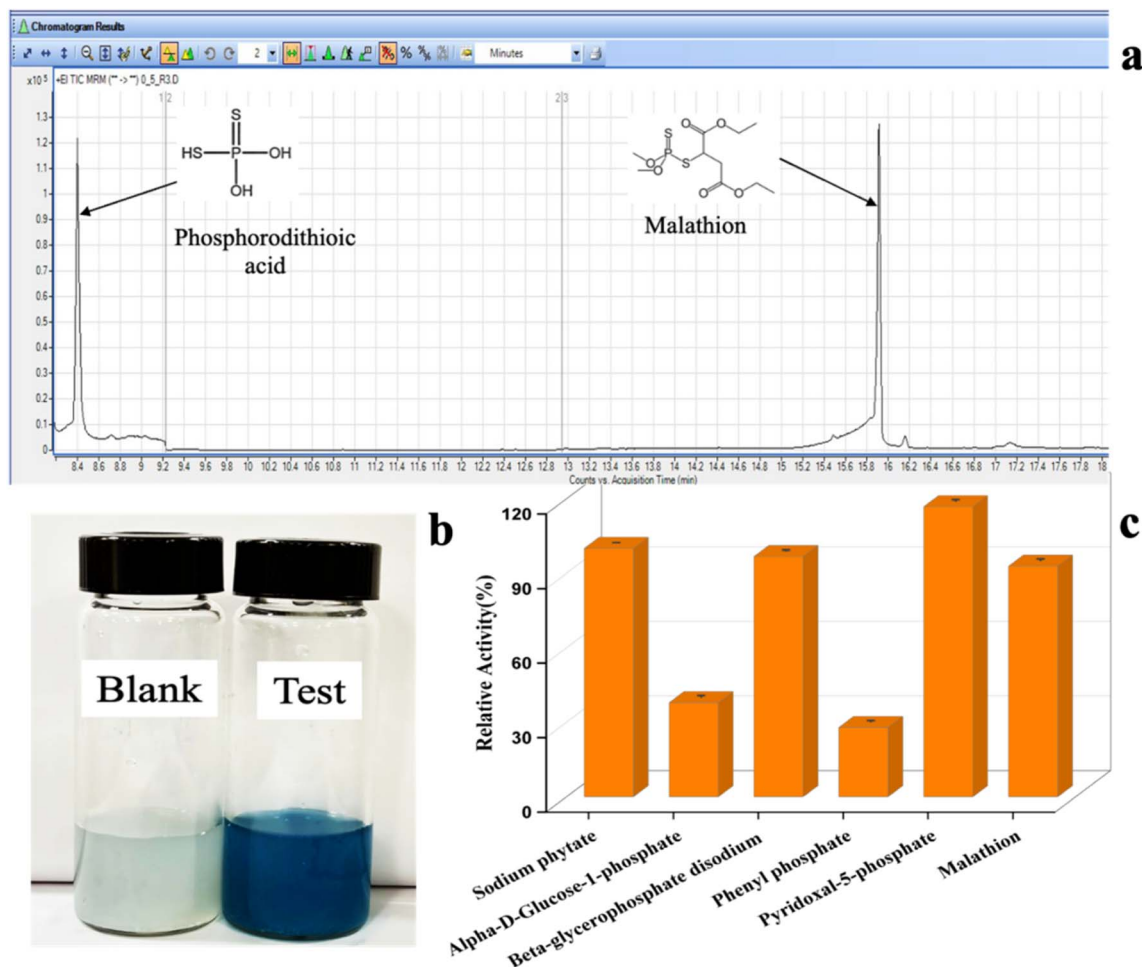 Chromatogram Results
a
2
Minutes
x10⁵
+EI TIC MRM (** -> **) 0_5_R3.D
1 2
2 3
1.3
1.2
1.1
1
0.9
0.8
0.7
0.6
0.5
0.4
0.3
0.2
0.1
0
S
HS
P
OH
OH
Phosphorodithioic
acid
O
O
S
P
O
O
S
O
O
Malathion
8.4 8.6 8.8 9 9.2 9.4 9.6 9.8 10 10.2 10.4 10.6 10.8 11 11.2 11.4 11.6 11.8 12 12.2 12.4 12.6 12.8 13 13.2 13.4 13.6 13.8 14 14.2 14.4 14.6 14.8 15 15.2 15.4 15.6 15.8 16 16.2 16.4 16.6 16.8 17 17.2 17.4 17.6 17.8 18
Counts vs. Acquisition Time (min)
b
Blank
Test
c
Relative Activity(%)
120
90
60
30
0
Sodium phytate
Alpha-D-Glucose-1-phosphate
Beta-glycerophosphate disodium
Phenyl phosphate
Pyridoxal-5-phosphate
Malathion